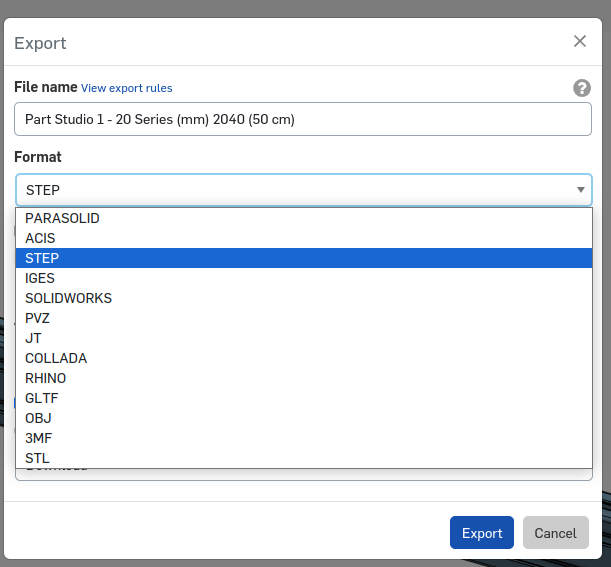 Export
File name View export rules
Part Studio 1 - 20 Series (mm) 2040 (50 cm)
Format
STEP
PARASOLID
ACIS
STEP
IGES
SOLIDWORKS
PVZ
JT
COLLADA
RHINO
GLTF
OBJ
3MF
STL
Export Cancel